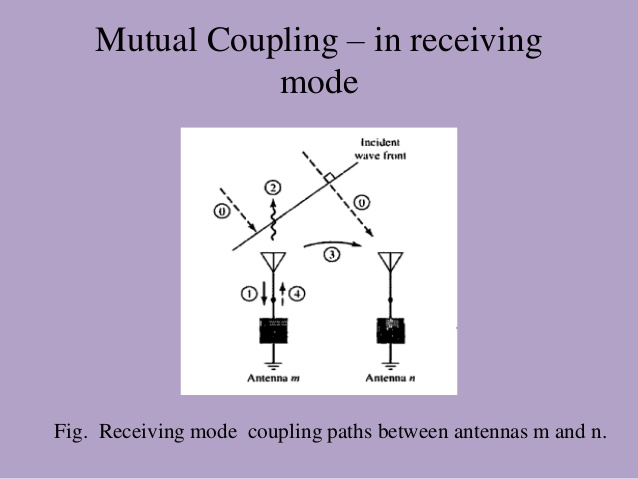 Mutual Coupling – in receiving
mode
Incident
wave front
2
0
0
3
1
4
Antenna m
Antenna n
Fig. Receiving mode coupling paths between antennas m and n.